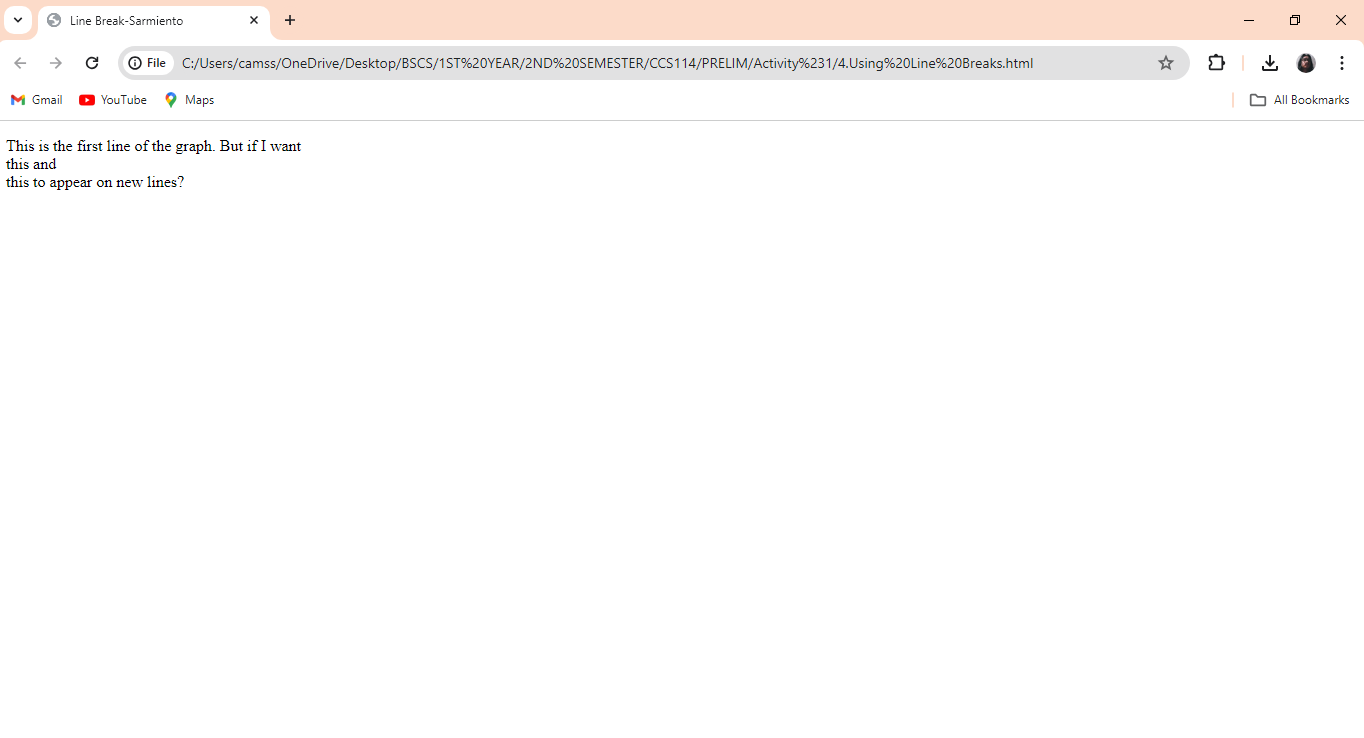 Line Break-Sarmiento
File C:/Users/camss/OneDrive/Desktop/BSCS/1ST%20YEAR/2ND%20SEMESTER/CCS114/PRELIM/Activity%231/4.Using%20Line%20Breaks.html
Gmail YouTube Maps All Bookmarks
This is the first line of the graph. But if I want
this and
this to appear on new lines?